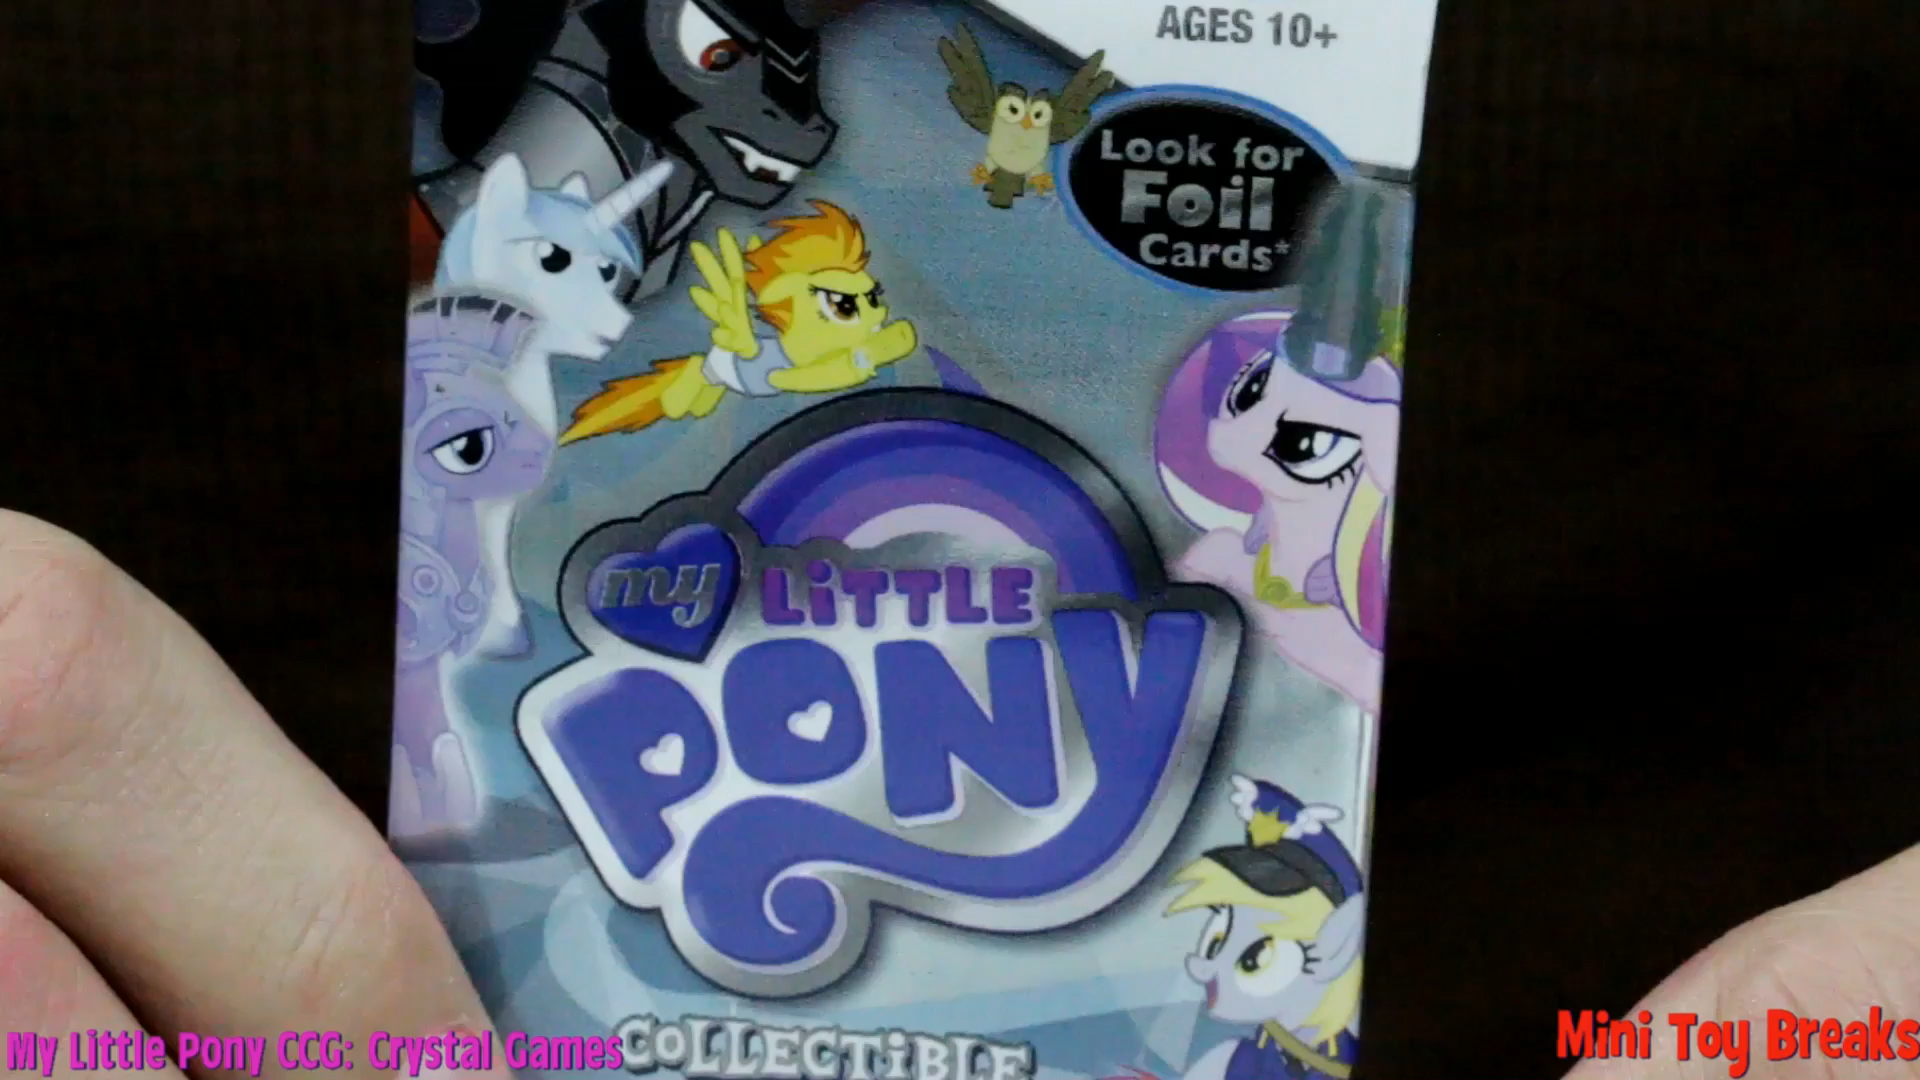 AGES 10+
Look for
Foil
Cards*
my LiTTLE
PONY
COLLECTiBLE
My Little Pony CCG: Crystal Games
Mini Toy Breaks